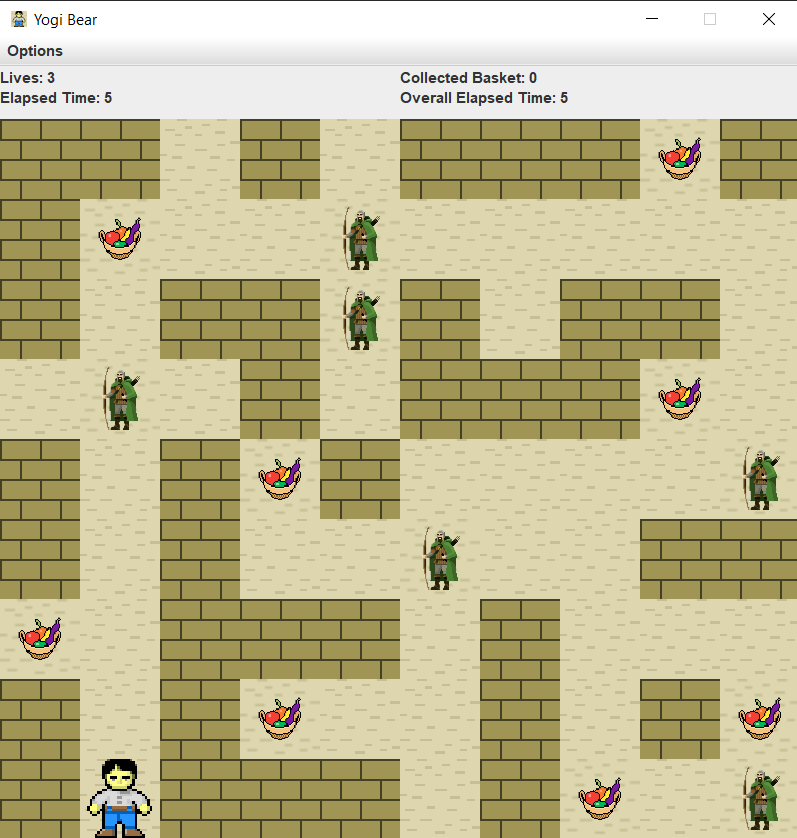 Yogi Bear
Options
Lives: 3
Collected Basket: 0
Elapsed Time: 5
Overall Elapsed Time: 5